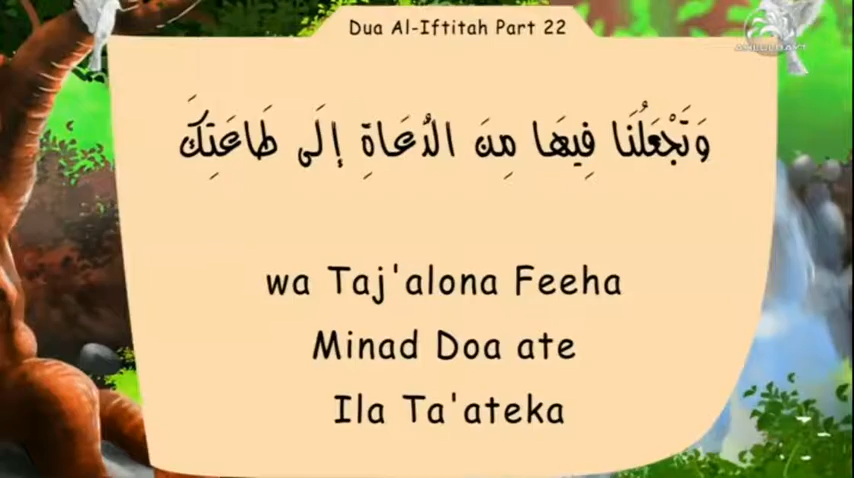 Dua Al-Iftitah Part 22
AHLULBAYT
وَتَجْعَلُنَا فِيهَا مِنَ الدُّعَاةِ إِلَى طَاعَتِكَ
wa Taj'alona Feeha
Minad Doa ate
Ila Ta'ateka